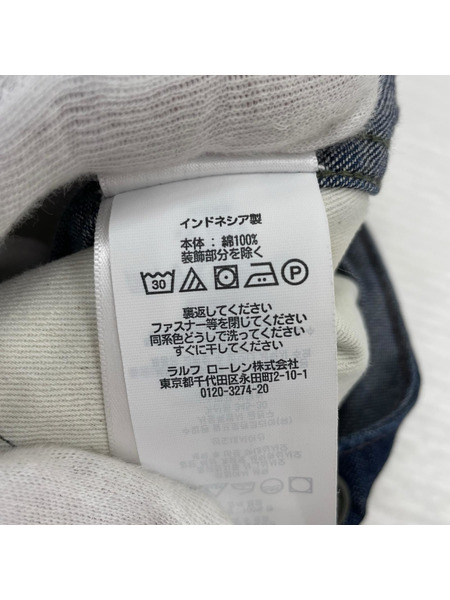 インドネシア製
本体 : 綿100%
装飾部分を除く
30 P
裏返してください
ファスナー等を閉じてください
同系色どうしで洗ってください
すぐに干してください
ラルフ ローレン株式会社
東京都千代田区永田町2-10-1
0120-3274-20